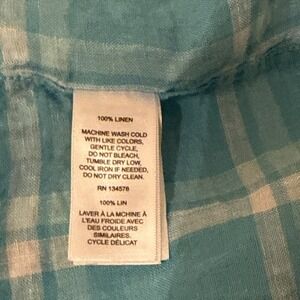 100% LINEN
MACHINE WASH COLD
WITH LIKE COLORS,
GENTLE CYCLE,
DO NOT BLEACH,
TUMBLE DRY LOW,
COOL IRON IF NEEDED,
DO NOT DRY CLEAN.
RN 134576
100% LIN
LAVER À LA MCHINE À
L'EAU FROIDE AVEC
DES COULEURS
SIMILAIRES,
CYCLE DÉLICAT